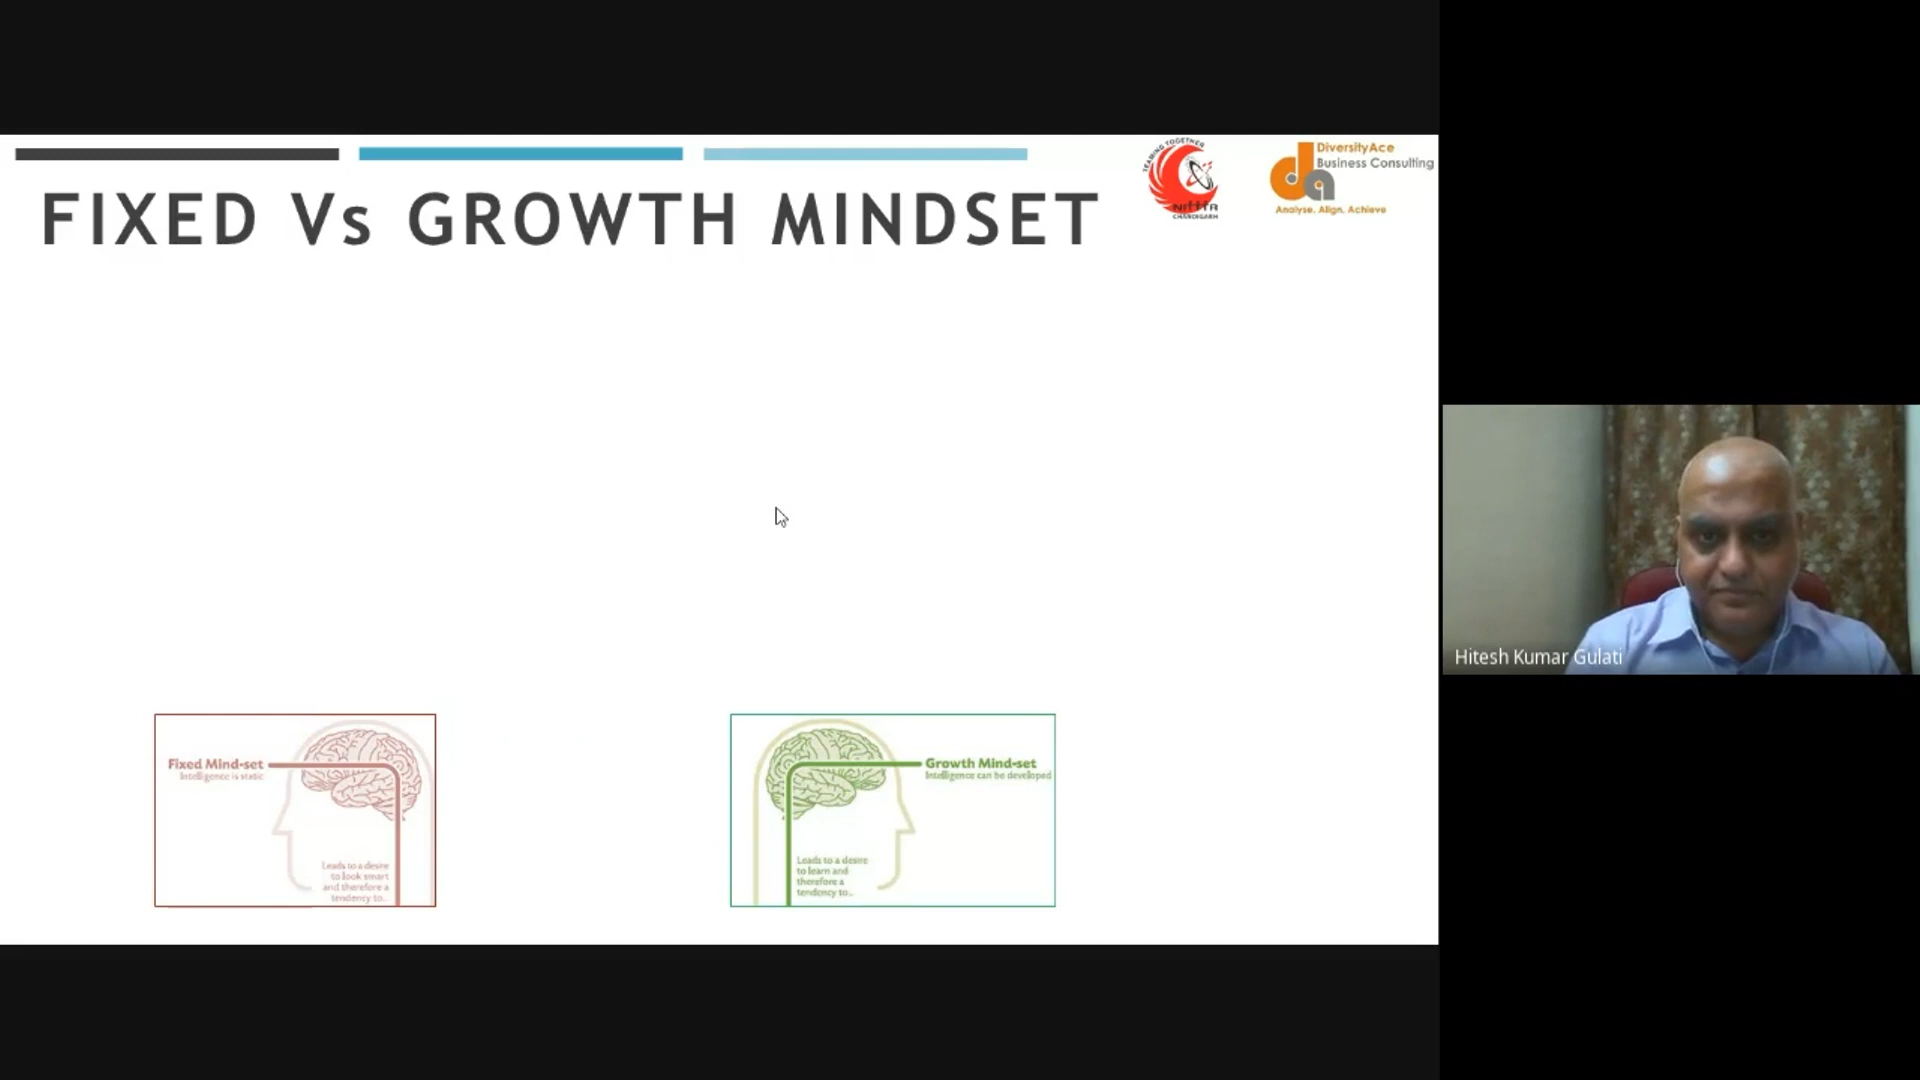 TEAMING TOGETHER
NITTTR
CHANDIGARH
DiversityAce
Business Consulting
da
Analyse. Align. Achieve
FIXED Vs GROWTH MINDSET
Fixed Mind-set
Intelligence is static
Leads to a desire
to look smart
and therefore a
tendency to...
Growth Mind-set
Intelligence can be developed
Leads to a desire
to learn and
therefore a
tendency to...
Hitesh Kumar Gulati